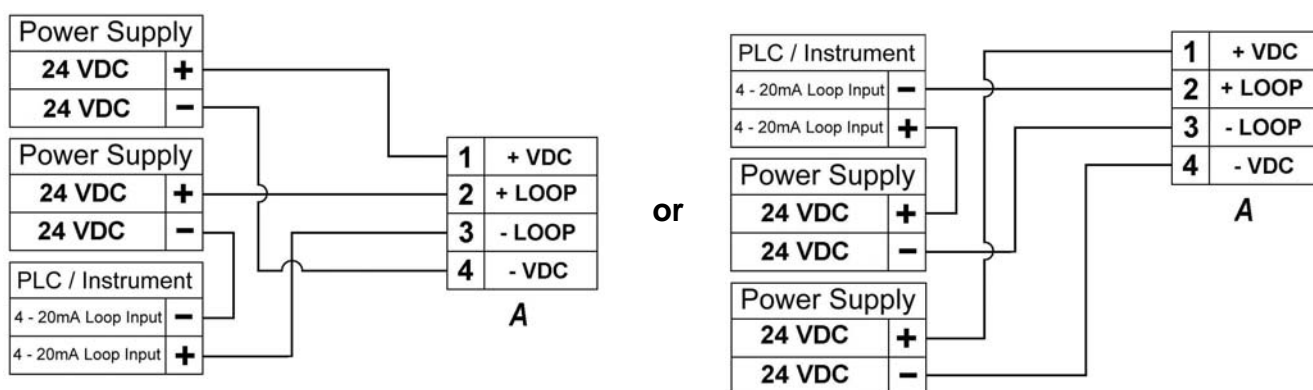 Power Supply
24 VDC +
24 VDC −
Power Supply
24 VDC +
24 VDC −
PLC / Instrument
4 - 20mA Loop Input −
4 - 20mA Loop Input +
1 + VDC
2 + LOOP
3 - LOOP
4 - VDC
A
or
PLC / Instrument
4 - 20mA Loop Input −
4 - 20mA Loop Input +
Power Supply
24 VDC +
24 VDC −
Power Supply
24 VDC +
24 VDC −
1 + VDC
2 + LOOP
3 - LOOP
4 - VDC
A